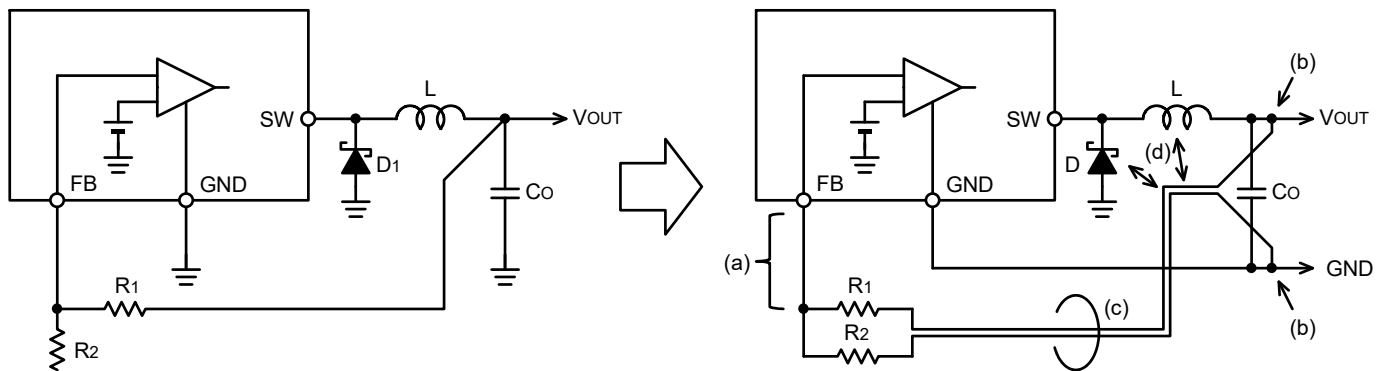 L
SW
VOUT
D1
FB
GND
CO
R1
R2
(b)
L
SW
VOUT
(d)
D
FB
GND
CO
(a)
GND
R1
(c)
R2
(b)